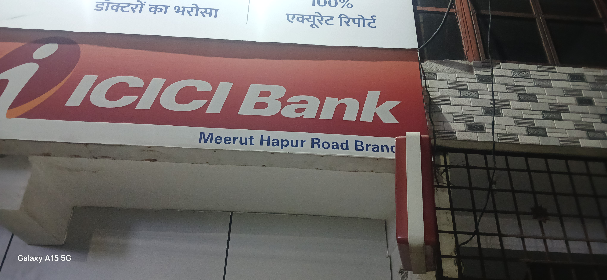 डॉक्टरों का भरोसा
100%
एक्यूरेट रिपोर्ट
ICICI Bank
Meerut Hapur Road Branc
Galaxy A15 5G